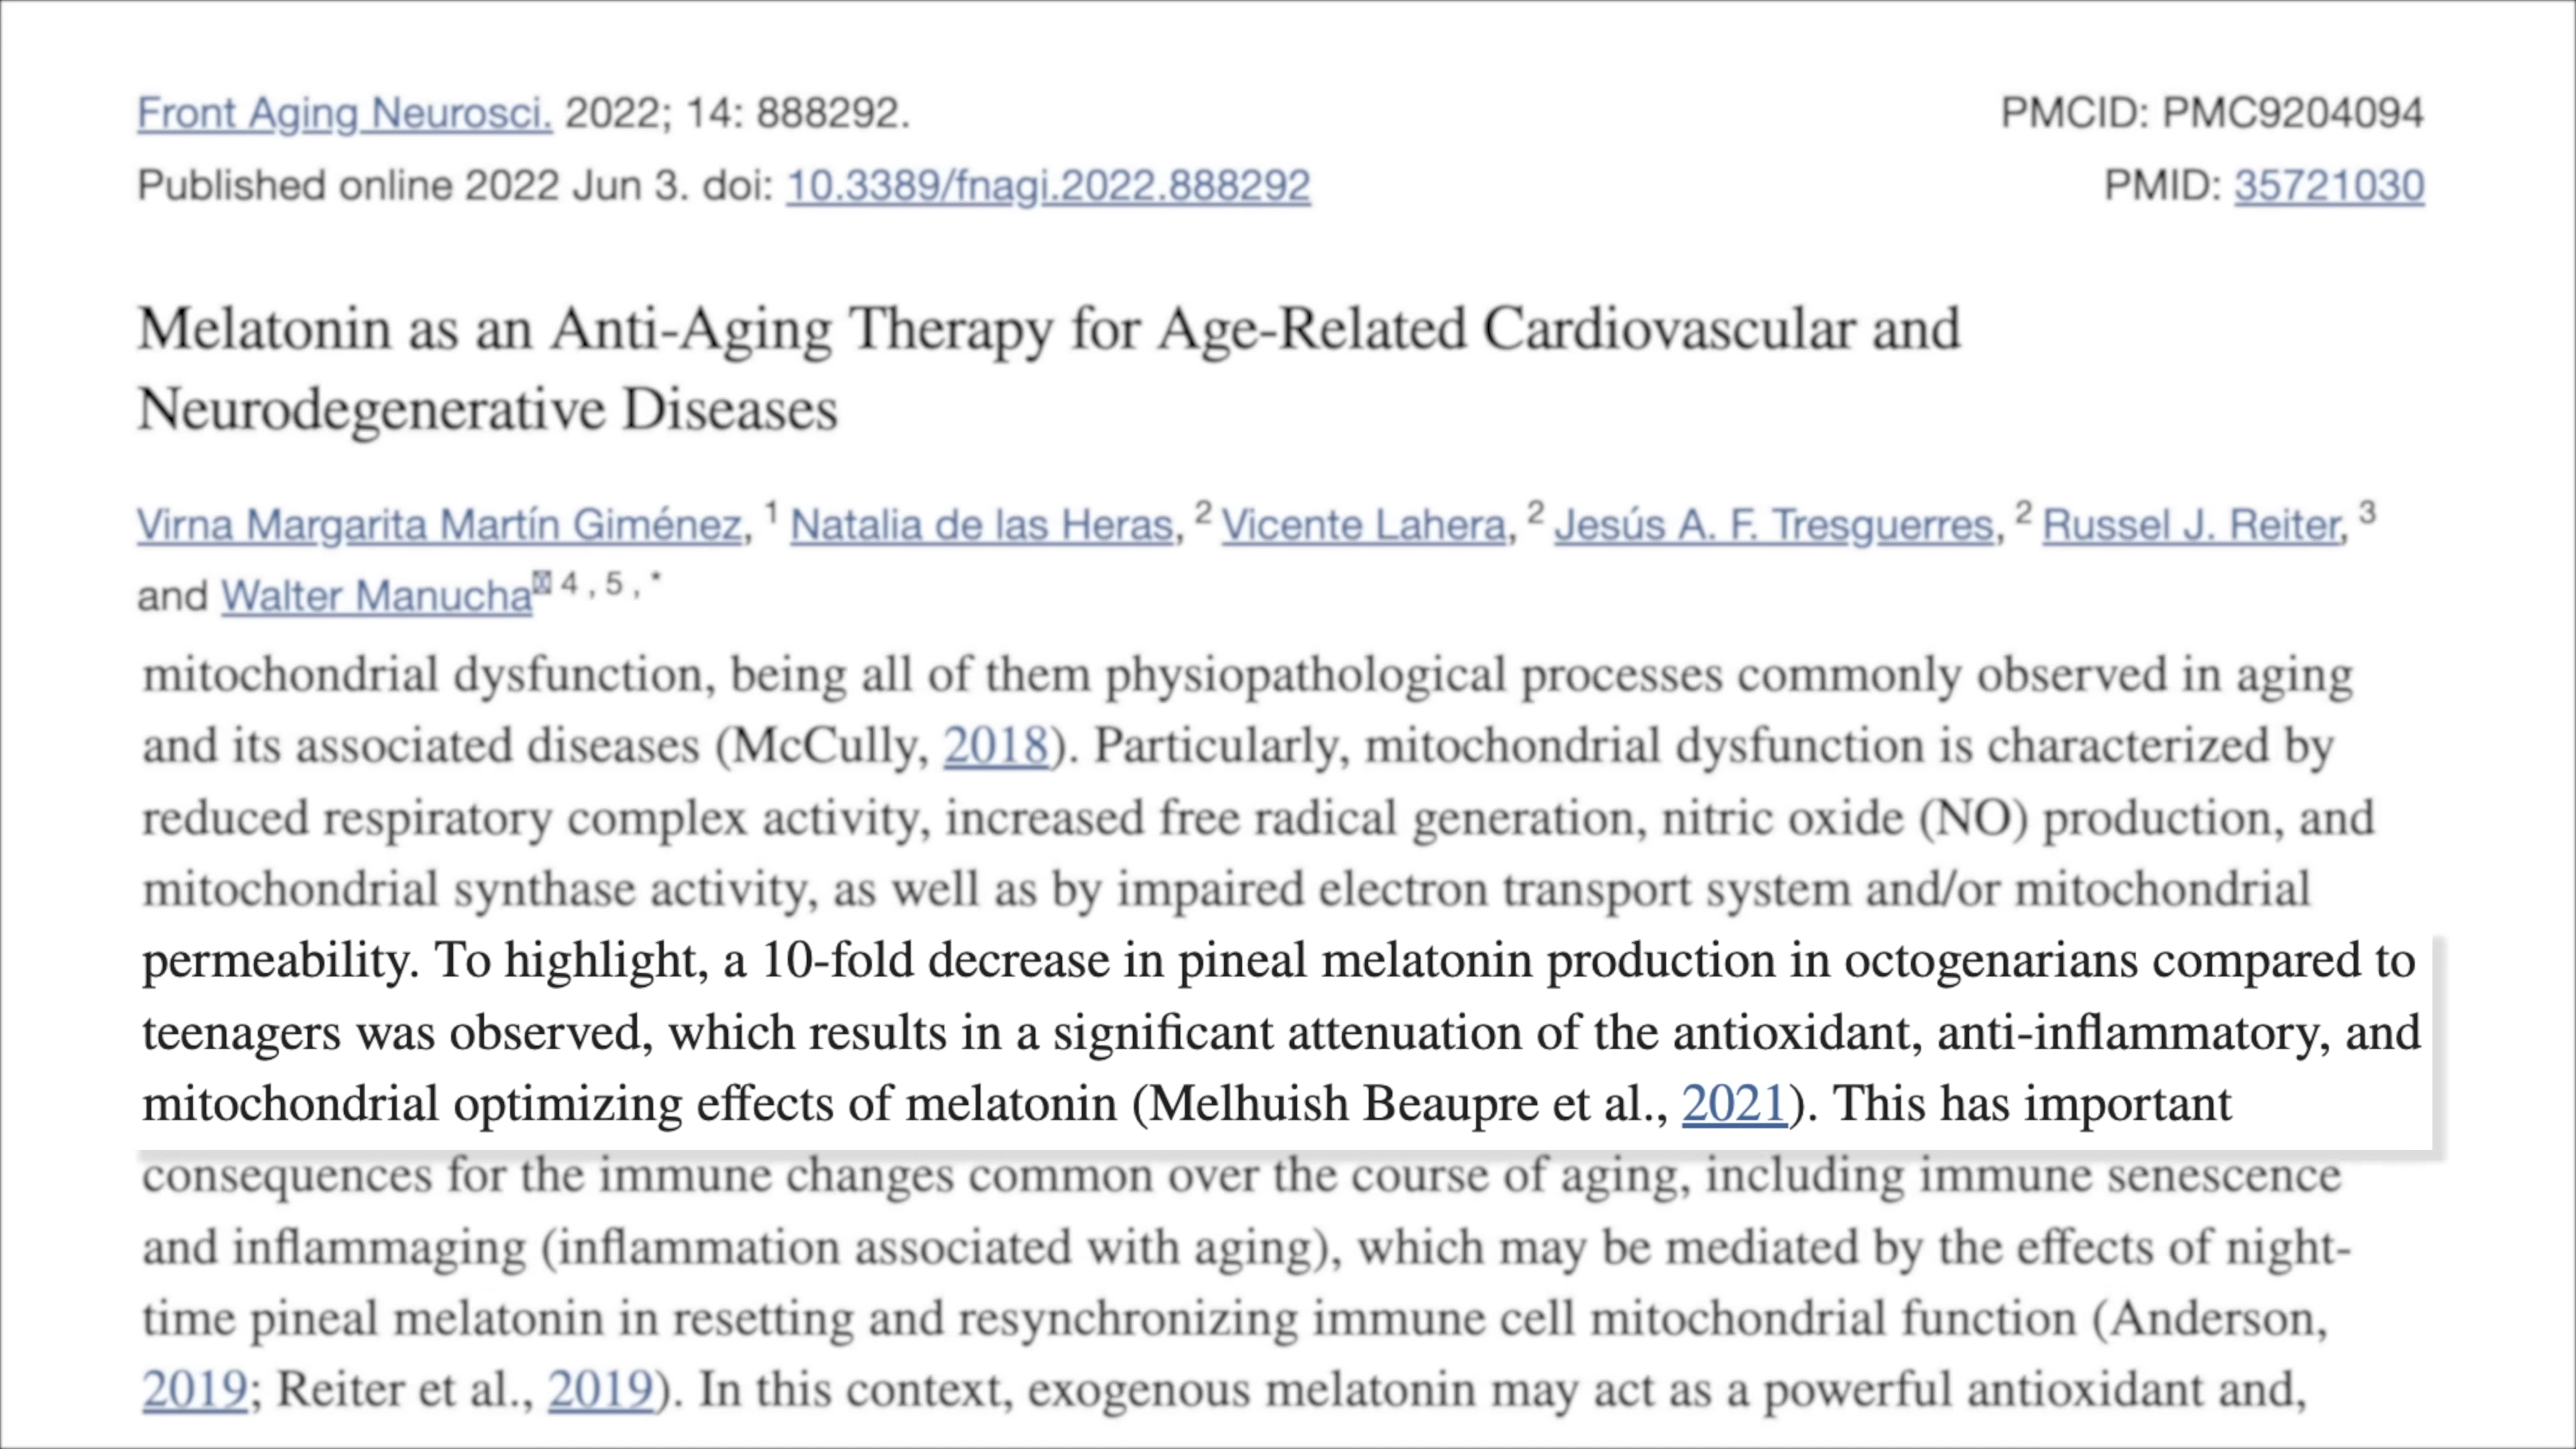 Front Aging Neurosci. 2022; 14: 888292.
PMCID: PMC9204094
Published online 2022 Jun 3. doi: 10.3389/fnagi.2022.888292
PMID: 35721030
Melatonin as an Anti-Aging Therapy for Age-Related Cardiovascular and
Neurodegenerative Diseases
Virna Margarita Martín Giménez, 1 Natalia de las Heras, 2 Vicente Lahera, 2 Jesús A. F. Tresguerres, 2 Russel J. Reiter, 3
and Walter Manucha 4 , 5 , *
mitochondrial dysfunction, being all of them physiopathological processes commonly observed in aging
and its associated diseases (McCully, 2018). Particularly, mitochondrial dysfunction is characterized by
reduced respiratory complex activity, increased free radical generation, nitric oxide (NO) production, and
mitochondrial synthase activity, as well as by impaired electron transport system and/or mitochondrial
permeability. To highlight, a 10-fold decrease in pineal melatonin production in octogenarians compared to
teenagers was observed, which results in a significant attenuation of the antioxidant, anti-inflammatory, and
mitochondrial optimizing effects of melatonin (Melhuish Beaupre et al., 2021). This has important
consequences for the immune changes common over the course of aging, including immune senescence
and inflammaging (inflammation associated with aging), which may be mediated by the effects of night-
time pineal melatonin in resetting and resynchronizing immune cell mitochondrial function (Anderson,
2019; Reiter et al., 2019). In this context, exogenous melatonin may act as a powerful antioxidant and,